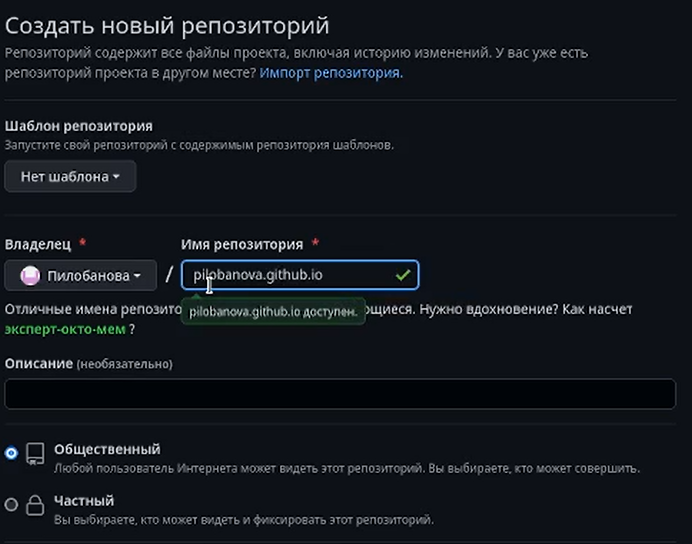 Создать новый репозиторий
Репозиторий содержит все файлы проекта, включая историю изменений. У вас уже есть
репозиторий проекта в другом месте? Импорт репозитория.
Шаблон репозитория
Запустите свой репозиторий с содержимым репозитория шаблонов.
Нет шаблона
Владелец * Имя репозитория *
Пилобанова / pilobanova.github.io
Отличные имена репозито ющиеся. Нужно вдохновение? Как насчет
pilobanova.github.io доступен.
эксперт-окто-мем ?
Описание (необязательно)
Общественный
Любой пользователь Интернета может видеть этот репозиторий. Вы выбираете, кто может совершить.
Частный
Вы выбираете, кто может видеть и фиксировать этот репозиторий.